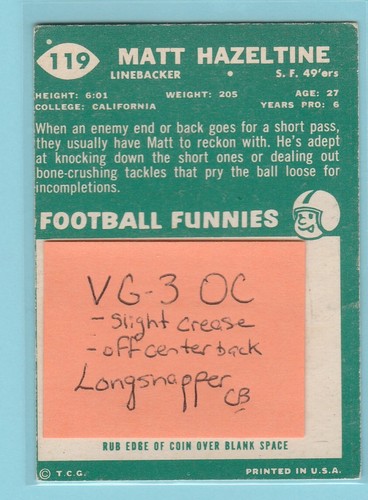 119 MATT HAZELTINE
LINEBACKER S. F. 49'ers
HEIGHT: 6:01 WEIGHT: 205 AGE: 27
COLLEGE: CALIFORNIA YEARS PRO: 6
When an enemy end or back goes for a short pass,
they usually have Matt to reckon with. He's adept
at knocking down the short ones or dealing out
bone-crushing tackles that pry the ball loose for
incompletions.
FOOTBALL FUNNIES
VG-3 OC
-Slight crease
-off center back
Longsnapper
CB
RUB EDGE OF COIN OVER BLANK SPACE
© T.C.G. PRINTED IN U.S.A.